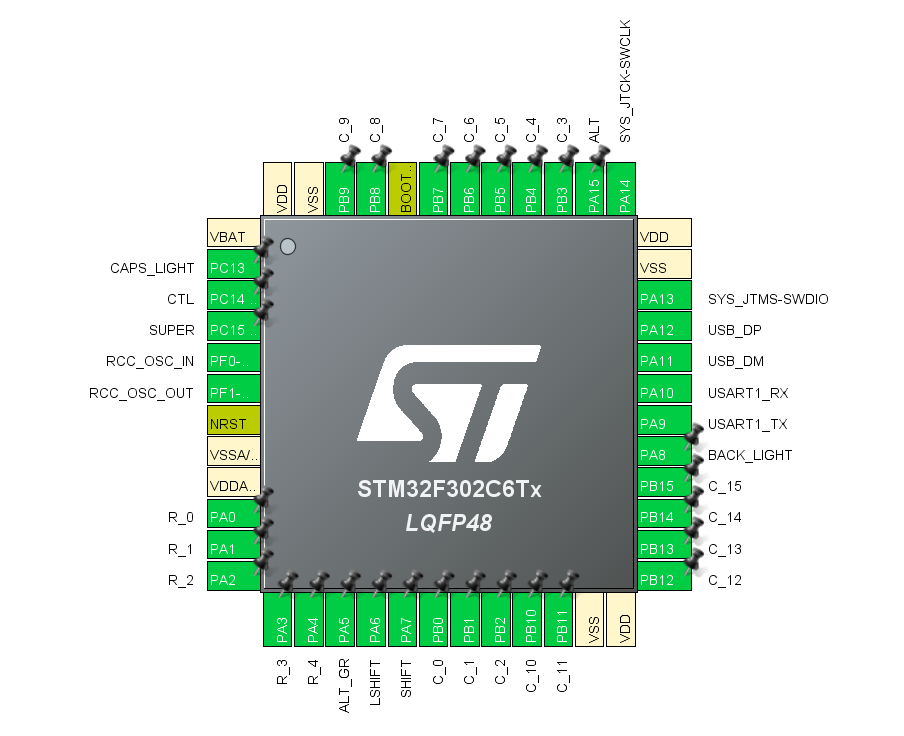 C_9
C_8
C_7
C_6
C_5
C_4
C_3
ALT
SYS_JTCK-SWCLK
VDD
VSS
PB9
PB8
BOOT..
PB7
PB6
PB5
PB4
PB3
PA15
PA14
VBAT
CAPS_LIGHT PC13
CTL PC14 ..
SUPER PC15 ..
RCC_OSC_IN PF0-..
RCC_OSC_OUT PF1-..
NRST
VSSA/..
VDDA..
R_0 PA0
R_1 PA1
R_2 PA2
ST
STM32F302C6Tx
LQFP48
VDD
VSS
PA13 SYS_JTMS-SWDIO
PA12 USB_DP
PA11 USB_DM
PA10 USART1_RX
PA9 USART1_TX
PA8 BACK_LIGHT
PB15 C_15
PB14 C_14
PB13 C_13
PB12 C_12
PA3
PA4
PA5
PA6
PA7
PB0
PB1
PB2
PB10
PB11
VSS
VDD
R_3
R_4
ALT_GR
LSHIFT
SHIFT
C_0
C_1
C_2
C_10
C_11